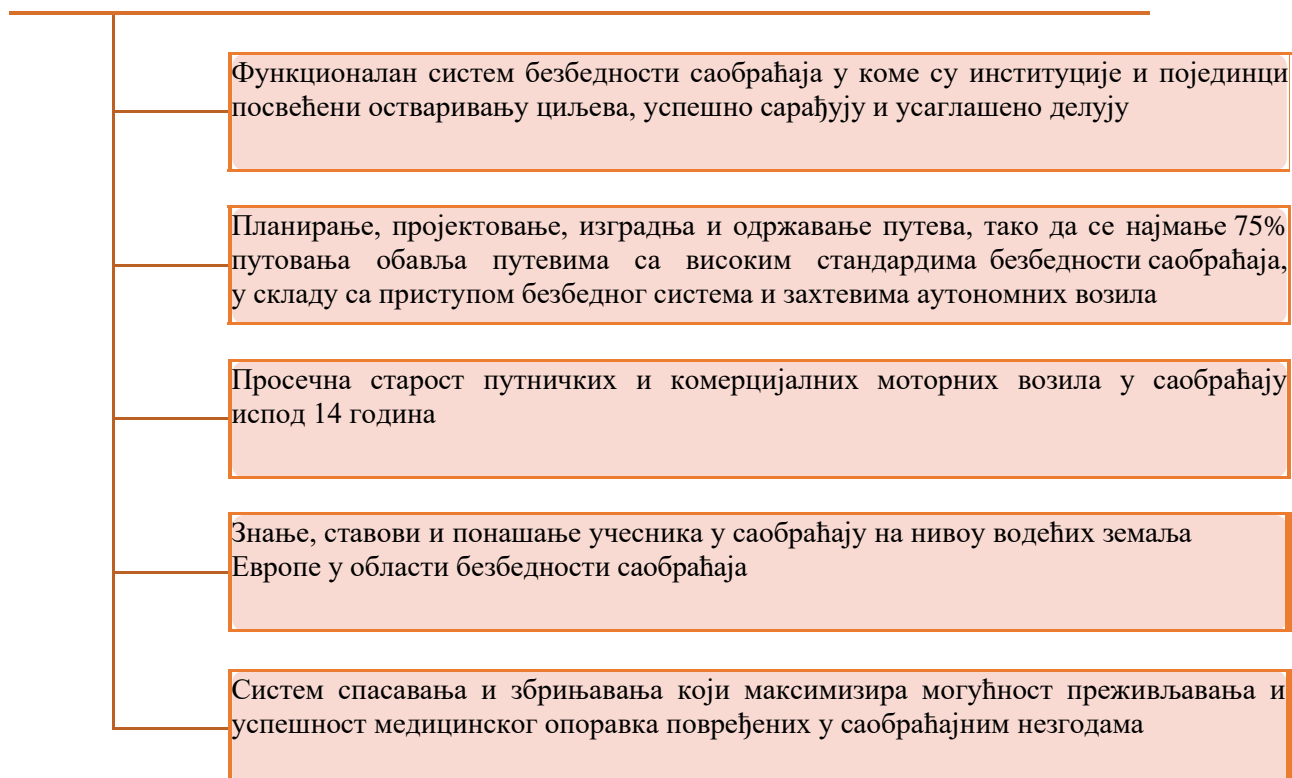 Функционалан систем безбедности саобраћаја у коме су институције и појединци
посвећени остваривању циљева, успешно сарађују и усаглашено делују
Планирање, пројектовање, изградња и одржавање путева, тако да се најмање 75%
путовања обавља путевима са високим стандардима безбедности саобраћаја,
у складу са приступом безбедног система и захтевима аутономних возила
Просечна старост путничких и комерцијалних моторних возила у саобраћају
испод 14 година
Знање, ставови и понашање учесника у саобраћају на нивоу водећих земаља
Европе у области безбедности саобраћаја
Систем спасавања и збрињавања који максимизира могућност преживљавања и
успешност медицинског опоравка повређених у саобраћајним незгодама